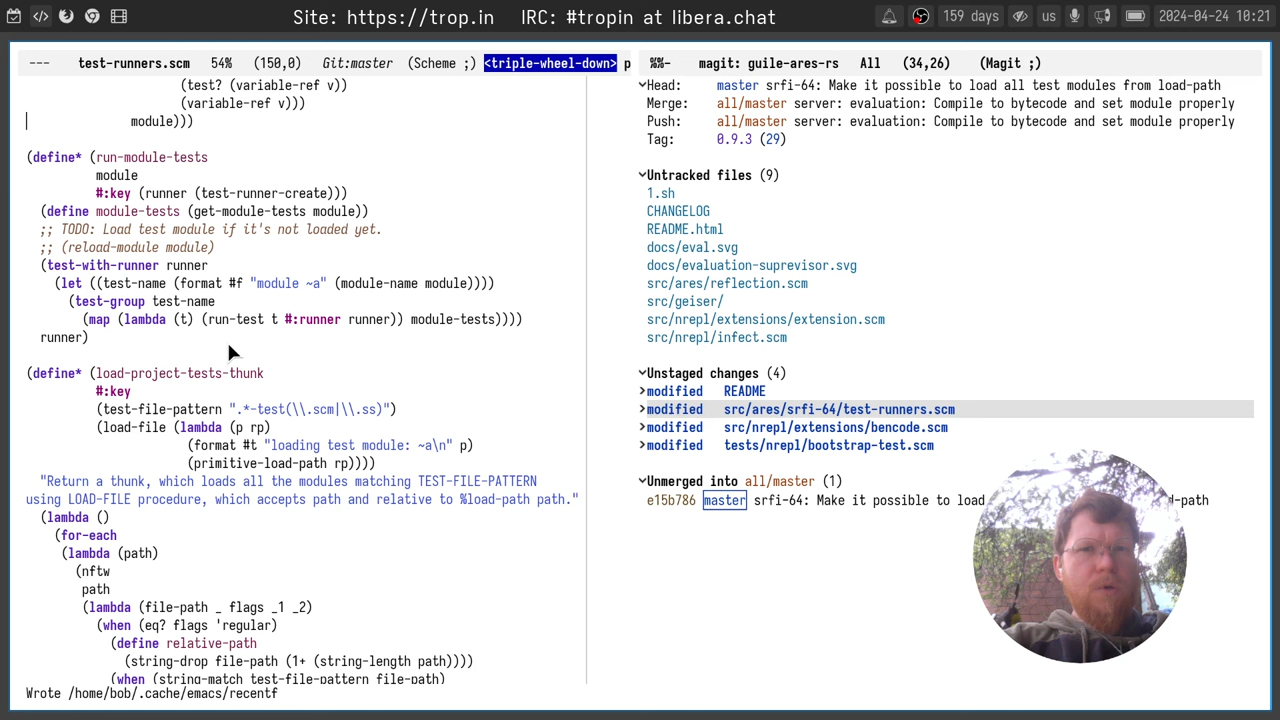 Site: https://trop.in IRC: #tropin at libera.chat
159 days us 2024-04-24 10:21
--- test-runners.scm 54% (150,0) Git:master (Scheme ;) <triple-wheel-down> p
(test? (variable-ref v))
(variable-ref v)))
module)))
(define* (run-module-tests
module
#:key (runner (test-runner-create)))
(define module-tests (get-module-tests module))
;; TODO: Load test module if it's not loaded yet.
;; (reload-module module)
(test-with-runner runner
(let ((test-name (format #f "module ~a" (module-name module))))
(test-group test-name
(map (lambda (t) (run-test t #:runner runner)) module-tests))))
runner)
(define* (load-project-tests-thunk
#:key
(test-file-pattern ".*-test(\\.scm|\\.ss)")
(load-file (lambda (p rp)
(format #t "loading test module: ~a\n" p)
(primitive-load-path rp))))
"Return a thunk, which loads all the modules matching TEST-FILE-PATTERN
using LOAD-FILE procedure, which accepts path and relative to %load-path path."
(lambda ()
(for-each
(lambda (path)
(nftw
path
(lambda (file-path _ flags _1 _2)
(when (eq? flags 'regular)
(define relative-path
(string-drop file-path (1+ (string-length path))))
(when (string-match test-file-pattern file-path)
Wrote /home/bob/.cache/emacs/recentf
%%- magit: guile-ares-rs All (34,26) (Magit ;)
Head: master srfi-64: Make it possible to load all test modules from load-path
Merge: all/master server: evaluation: Compile to bytecode and set module properly
Push: all/master server: evaluation: Compile to bytecode and set module properly
Tag: 0.9.3 (29)
Untracked files (9)
1.sh
CHANGELOG
README.html
docs/eval.svg
docs/evaluation-suprevisor.svg
src/ares/reflection.scm
src/geiser/
src/nrepl/extensions/extension.scm
src/nrepl/infect.scm
Unstaged changes (4)
modified README
modified src/ares/srfi-64/test-runners.scm
modified src/nrepl/extensions/bencode.scm
modified tests/nrepl/bootstrap-test.scm
Unmerged into all/master (1)
e15b786 master srfi-64: Make it possible to load d-path